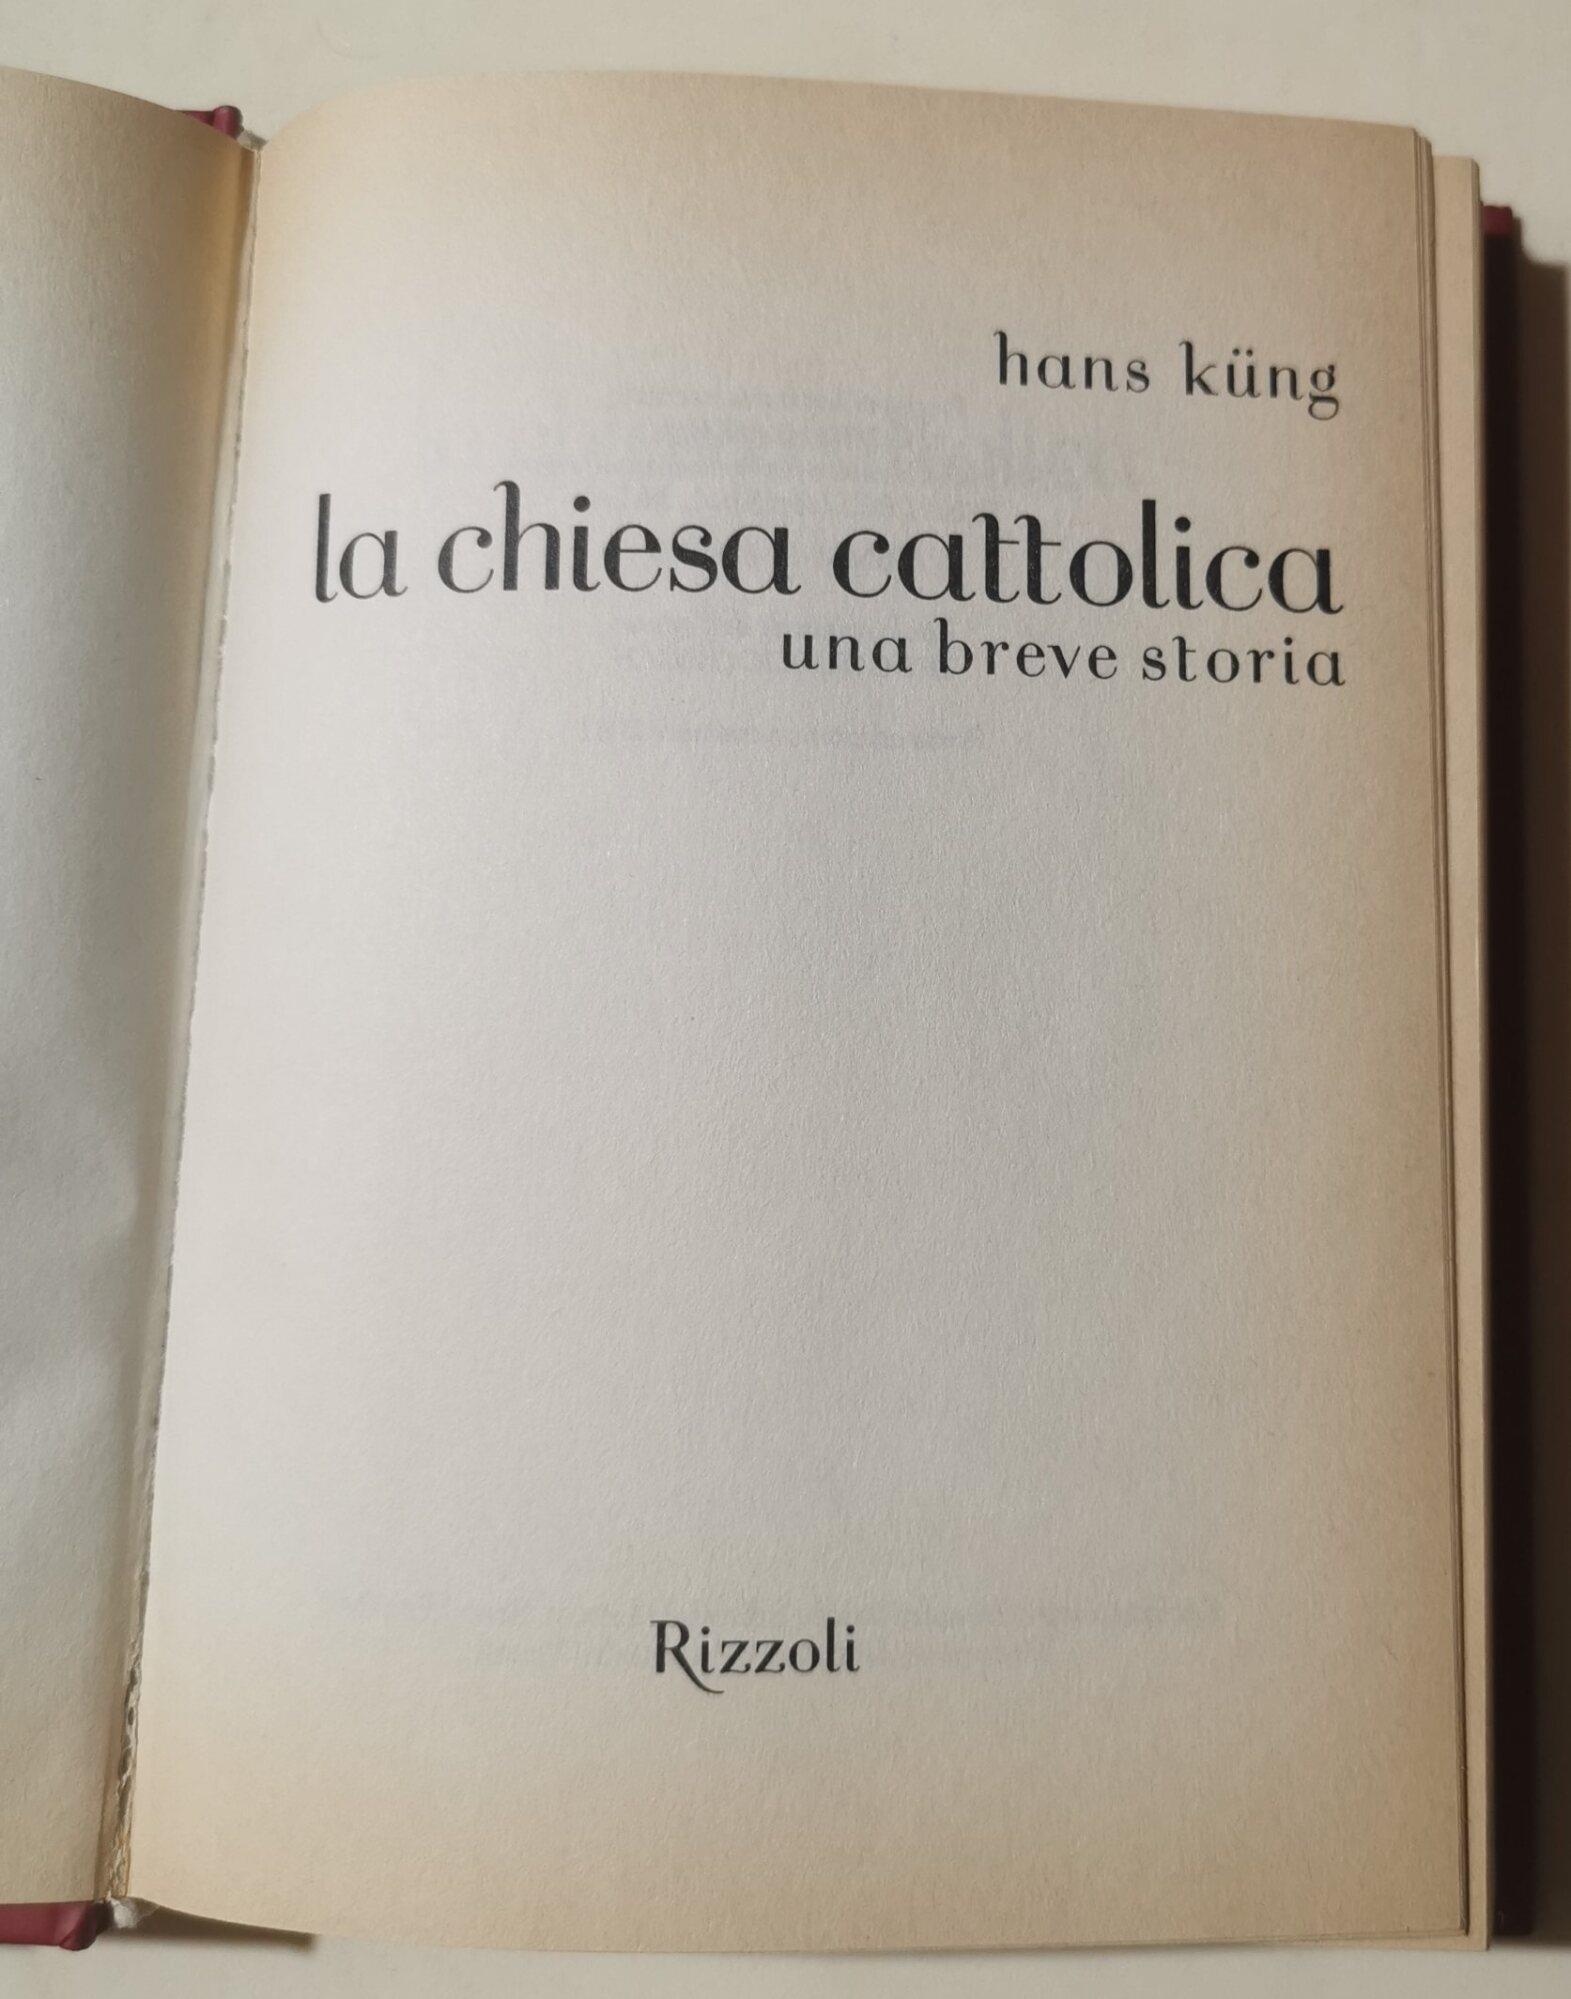 hans küng
la chiesa cattolica
una breve storia
Rizzoli